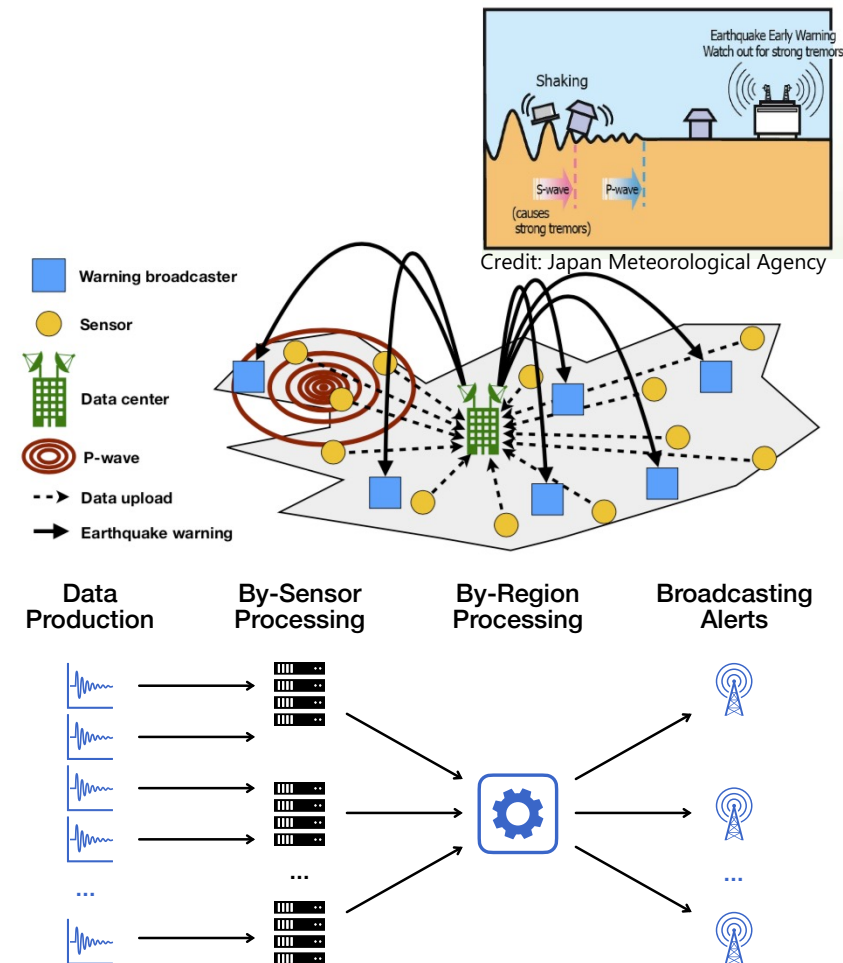 Earthquake Early Warning
Watch out for strong tremors
Shaking
S-wave
P-wave
(causes
strong tremors)
Credit: Japan Meteorological Agency
Warning broadcaster
Sensor
Data center
P-wave
Data upload
Earthquake warning
Data
Production
By-Sensor
Processing
By-Region
Processing
Broadcasting
Alerts
...
...
...